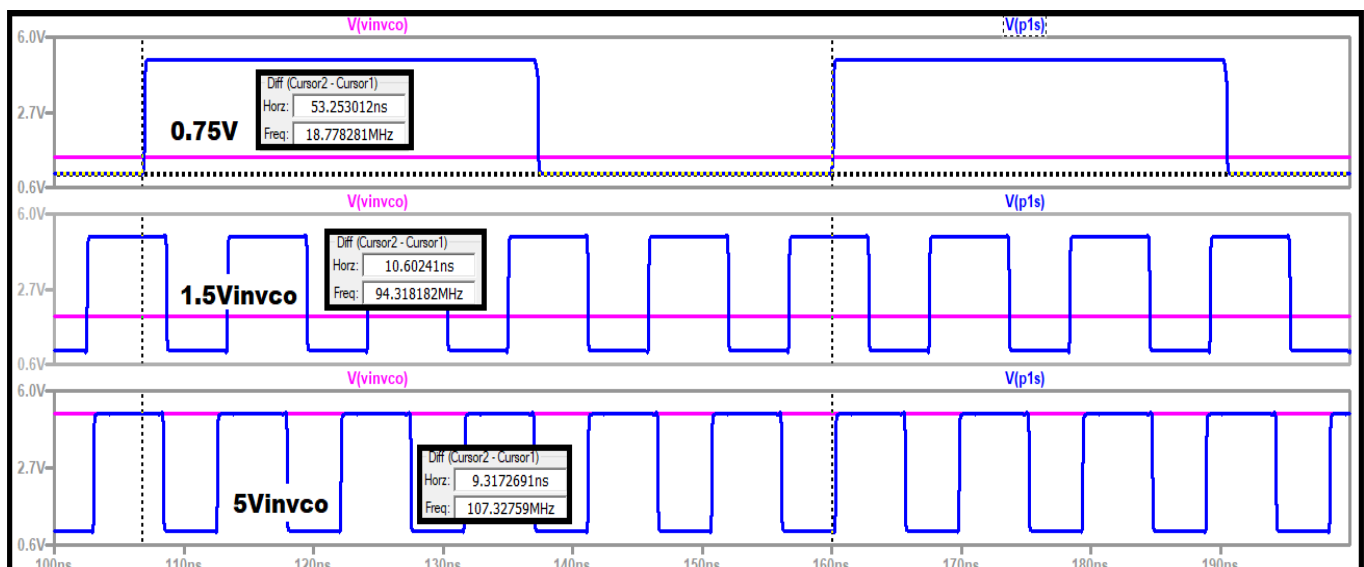 V(vinvco) V(p1s)
6.0V
Diff (Cursor2 - Cursor1)
Horz: 53.253012ns
2.7V
0.75V
Freq: 18.778281MHz
0.6V
V(vinvco) V(p1s)
6.0V
Diff (Cursor2 - Cursor1)
Horz: 10.60241ns
2.7V
1.5Vinvco
Freq: 94.318182MHz
0.6V
V(vinvco) V(p1s)
6.0V
Diff (Cursor2 - Cursor1)
2.7V
Horz: 9.3172691ns
5Vinvco
Freq: 107.32759MHz
0.6V
100ns 110ns 120ns 130ns 140ns 150ns 160ns 170ns 180ns 190ns